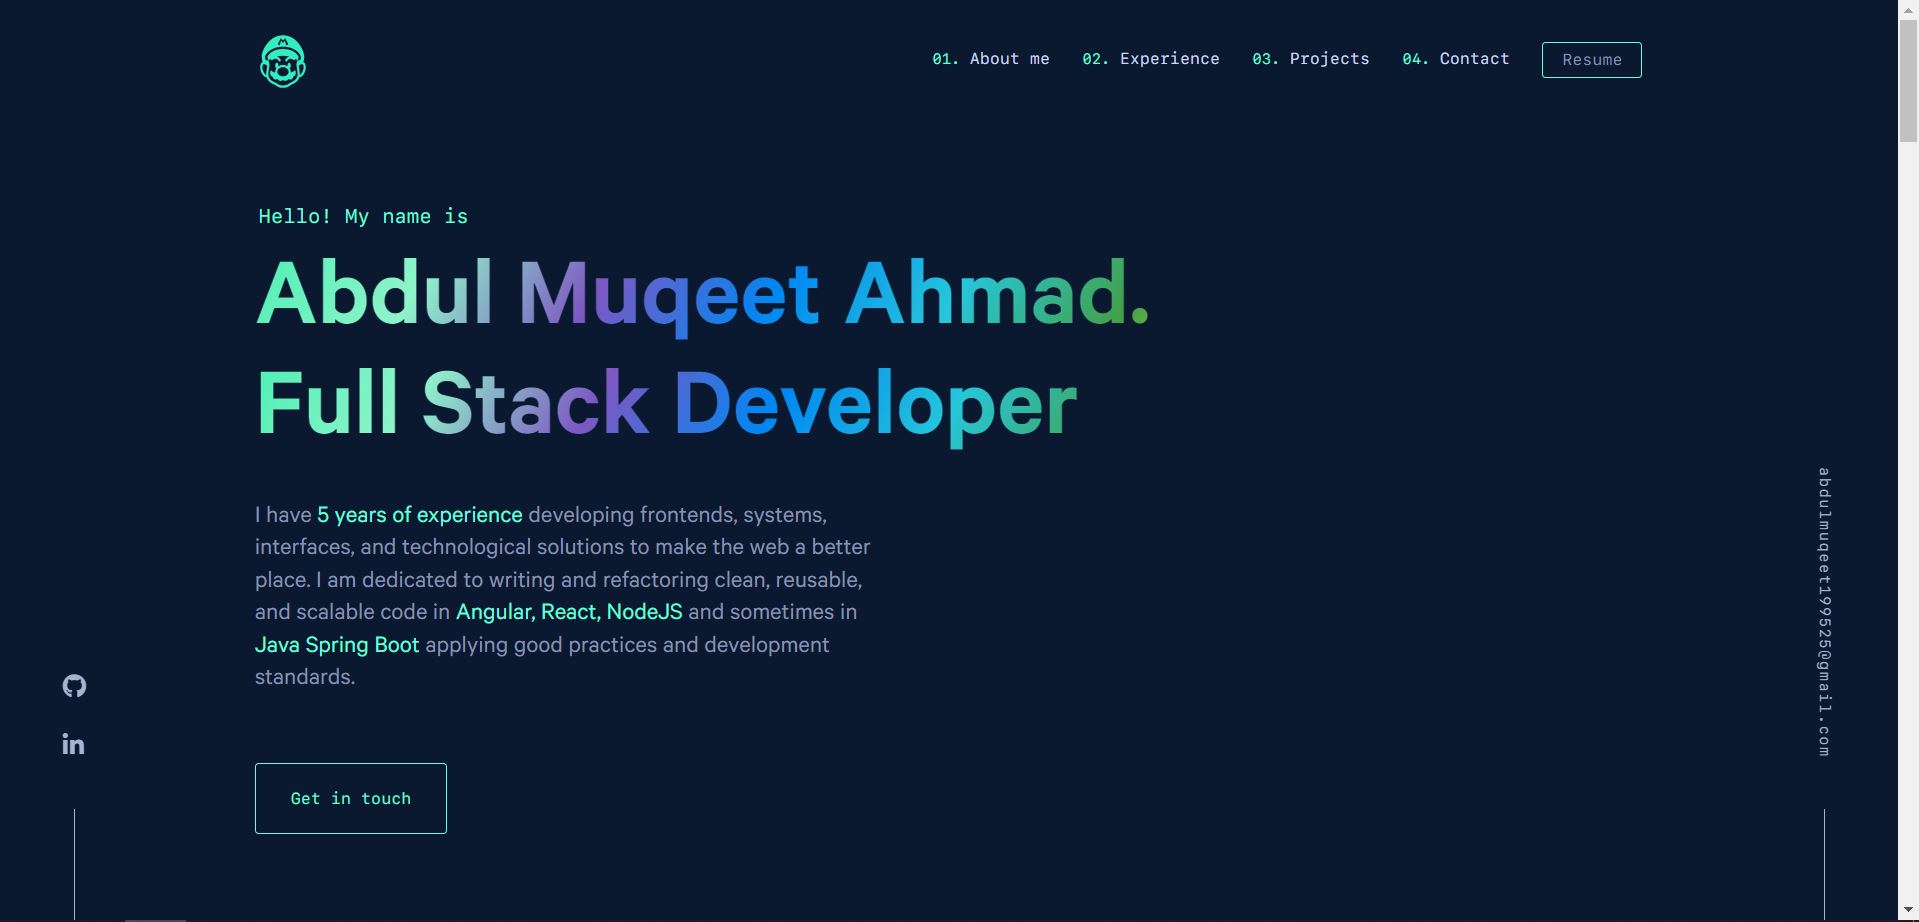 M
01. About me 02. Experience 03. Projects 04. Contact Resume
Hello! My name is
Abdul Muqeet Ahmad.
Full Stack Developer
I have 5 years of experience developing frontends, systems,
interfaces, and technological solutions to make the web a better
place. I am dedicated to writing and refactoring clean, reusable,
and scalable code in Angular, React, NodeJS and sometimes in
Java Spring Boot applying good practices and development
standards.
in
Get in touch
abdulmuqeet199525@gmail.com